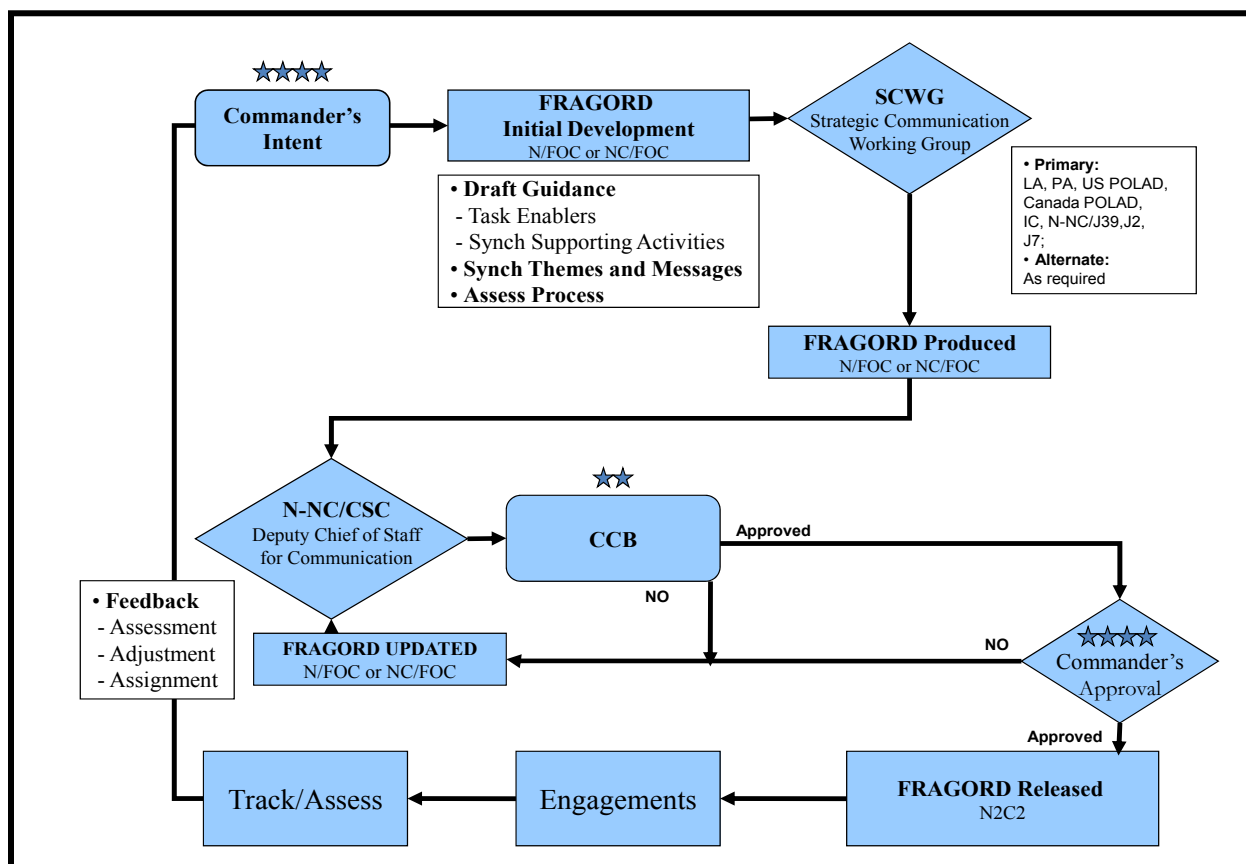 Commander's
Intent
FRAGORD
Initial Development
N/FOC or NC/FOC
SCWG
Strategic Communication
Working Group
• Draft Guidance
- Task Enablers
- Synch Supporting Activities
• Synch Themes and Messages
• Assess Process
• Primary:
LA, PA, US POLAD,
Canada POLAD,
IC, N-NC/J39,J2,
J7;
• Alternate:
As required
FRAGORD Produced
N/FOC or NC/FOC
N-NC/CSC
Deputy Chief of Staff
for Communication
CCB
Approved
NO
• Feedback
- Assessment
- Adjustment
- Assignment
FRAGORD UPDATED
N/FOC or NC/FOC
NO
Commander's
Approval
Approved
Track/Assess
Engagements
FRAGORD Released
N2C2